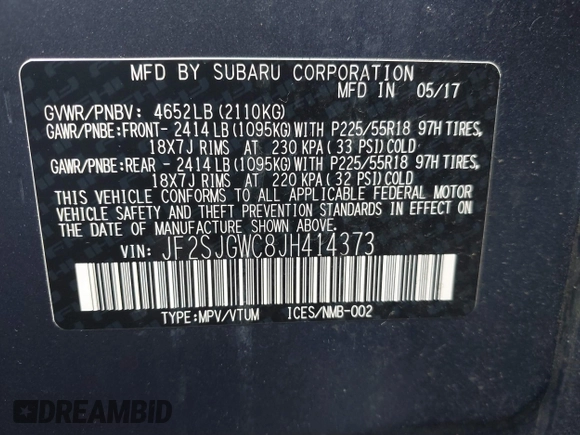 MFD BY SUBARU CORPORATION
MFD IN 05/17
GVWR/PNBV: 4652LB(2110KG)
GAWR/PNBE:FRONT- 2414LB(1095KG)WITH P225/55R18 97H TIRES,
18X7J RIMS AT 230 KPA( 33 PSI)COLD
GAWR/PNBE:REAR - 2414LB(1095KG)WITH P225/55R18 97H TIRES,
18X7J RIMS AT 220 KPA( 32 PSI)COLD
THIS VEHICLE CONFORMS TO ALL APPLICABLE FEDERAL MOTOR
VEHICLE SAFETY AND THEFT PREVENTION STANDARDS IN EFFECT ON
THE DATE OF MANUFACTURE SHOWN ABOVE.
VIN: JF2SJGWC8JH414373
TYPE:MPV/VTUM ICES/NMB-002
DREAMBID